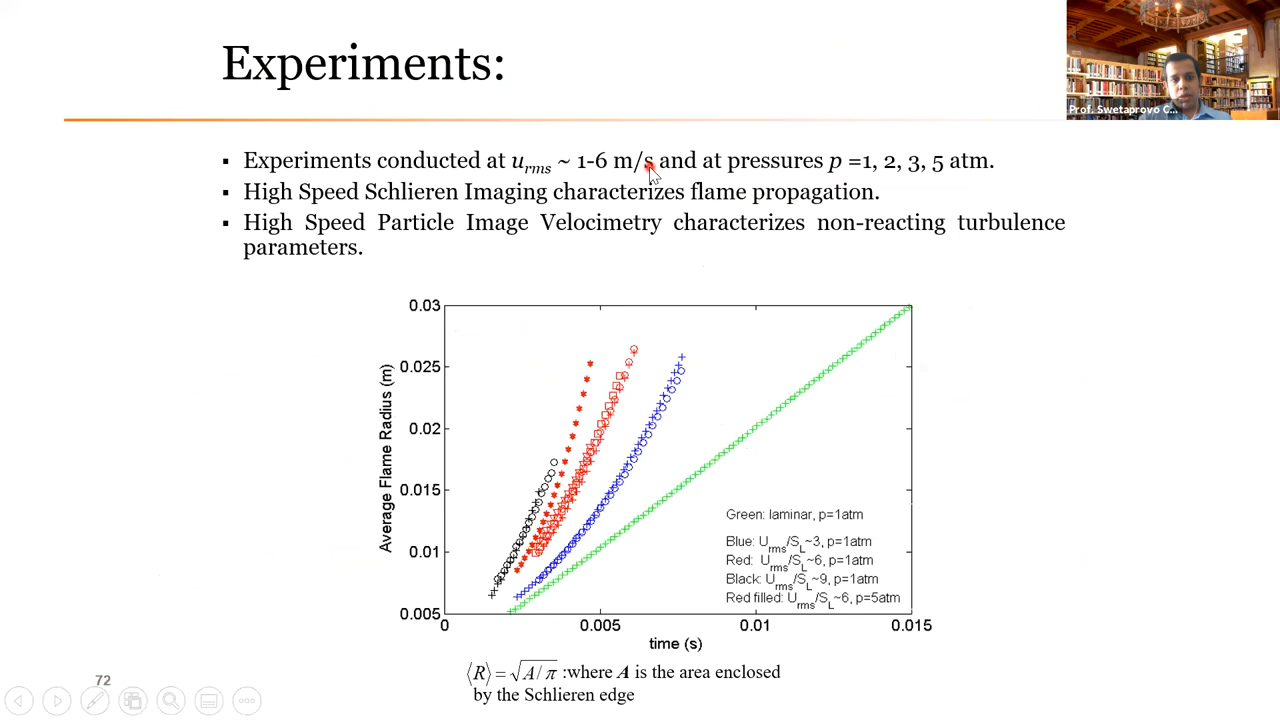 Experiments:
Prof. Swetaprovo C...
▪ Experiments conducted at u_rms ~ 1-6 m/s and at pressures p =1, 2, 3, 5 atm.
▪ High Speed Schlieren Imaging characterizes flame propagation.
▪ High Speed Particle Image Velocimetry characterizes non-reacting turbulence
parameters.
0.03
0.025
0.02
0.015
0.01
0.005
Average Flame Radius (m)
Green: laminar, p=1atm
Blue: U_rms/S_L~3, p=1atm
Red: U_rms/S_L~6, p=1atm
Black: U_rms/S_L~9, p=1atm
Red filled: U_rms/S_L~6, p=5atm
0 0.005 0.01 0.015
time (s)
⟨R⟩ = √A/π :where A is the area enclosed
by the Schlieren edge
72